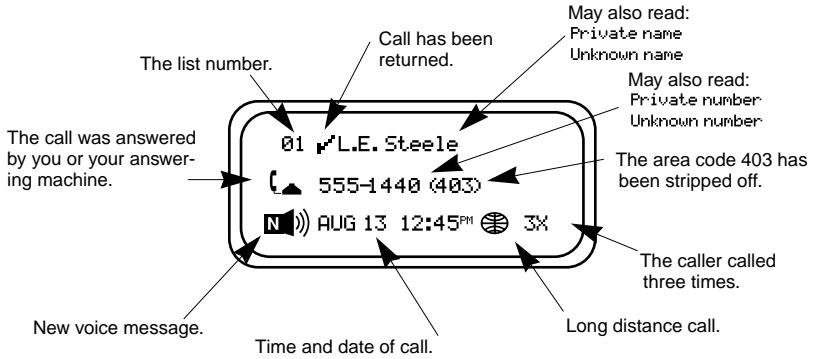 May also read:
Private name
Unknown name
Call has been
returned.
The list number.
May also read:
Private number
Unknown number
The call was answered
by you or your answer-
ing machine.
01 ✔L.E. Steele
555-1440 (403)
The area code 403 has
been stripped off.
N AUG 13 12:45PM 3X
The caller called
three times.
New voice message.
Time and date of call.
Long distance call.